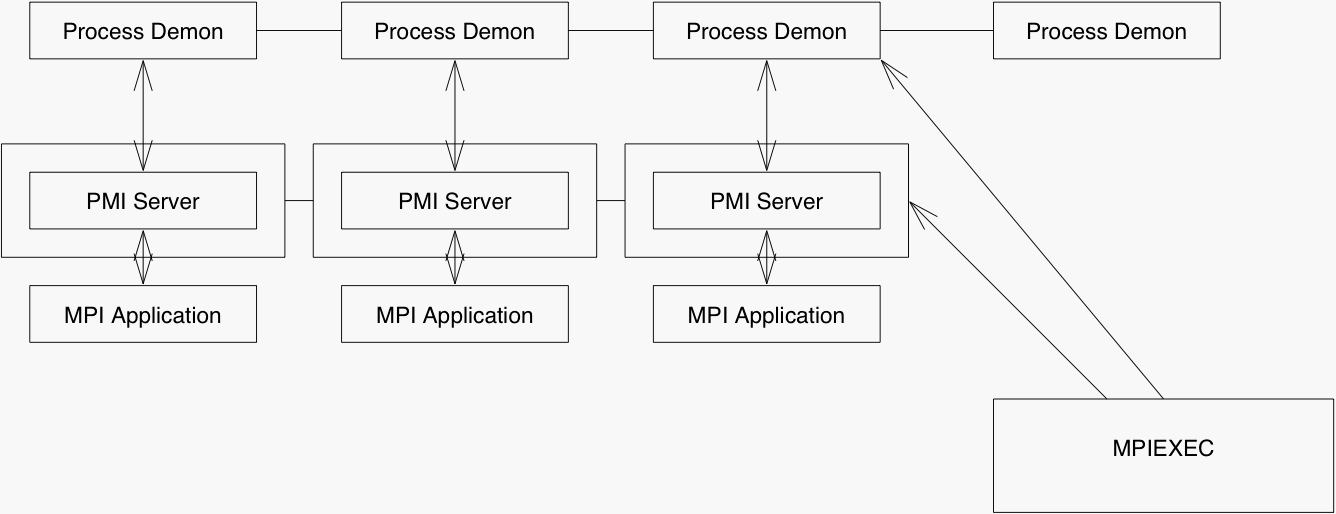 Process Demon
Process Demon
Process Demon
Process Demon
PMI Server
PMI Server
PMI Server
MPI Application
MPI Application
MPI Application
MPIEXEC